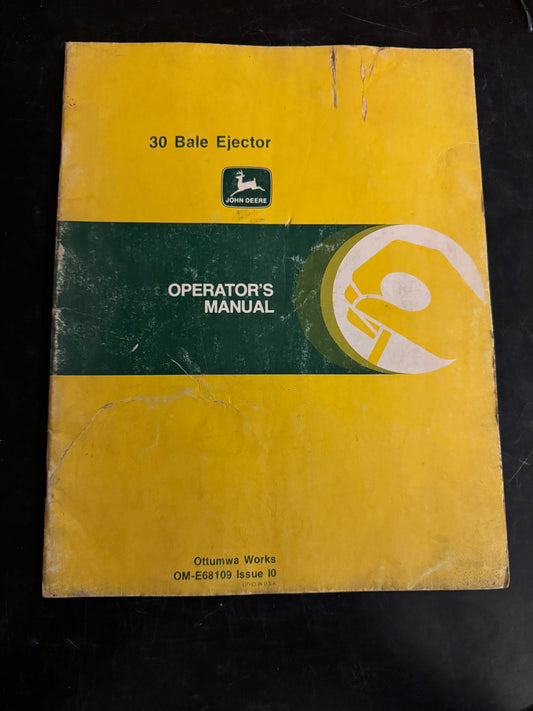 30 Bale Ejector
JOHN DEERE
OPERATOR'S
MANUAL
Ottumwa Works
OM-E68109 Issue I0